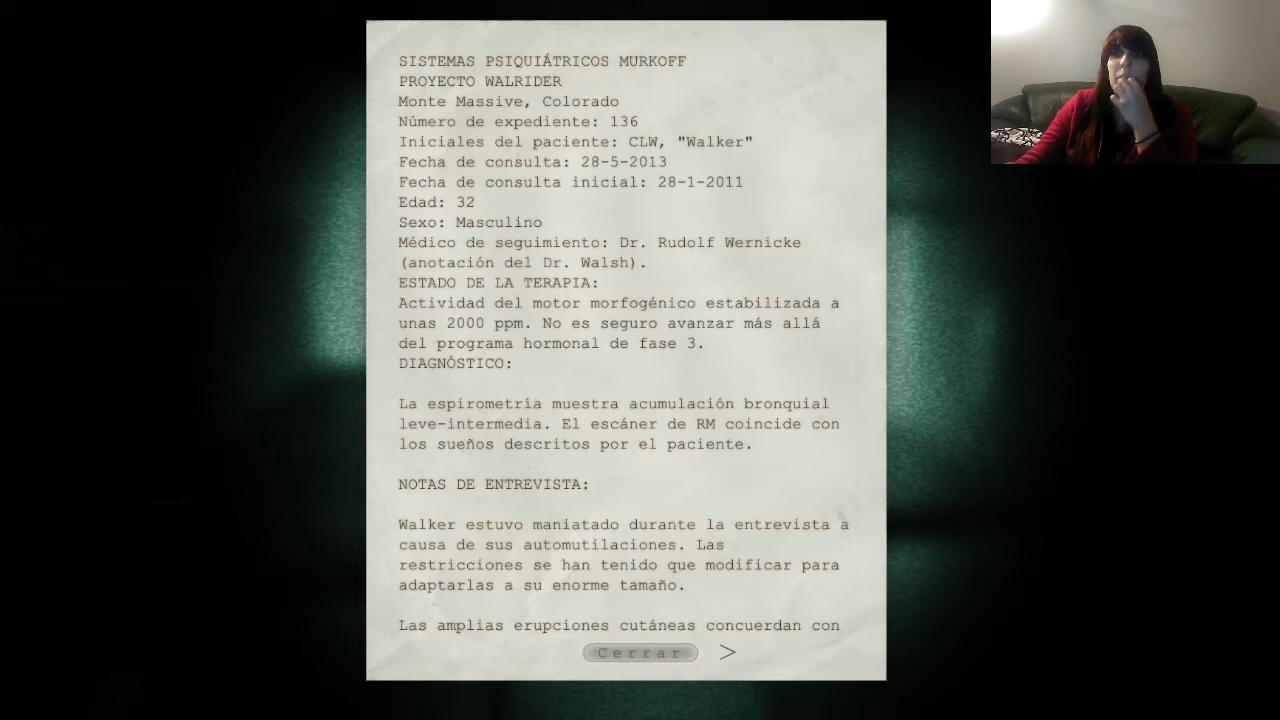 SISTEMAS PSIQUIÁTRICOS MURKOFF
PROYECTO WALRIDER
Monte Massive, Colorado
Número de expediente: 136
Iniciales del paciente: CLW, "Walker"
Fecha de consulta: 28-5-2013
Fecha de consulta inicial: 28-1-2011
Edad: 32
Sexo: Masculino
Médico de seguimiento: Dr. Rudolf Wernicke
(anotación del Dr. Walsh).
ESTADO DE LA TERAPIA:
Actividad del motor morfogénico estabilizada a
unas 2000 ppm. No es seguro avanzar más allá
del programa hormonal de fase 3.
DIAGNÓSTICO:
La espirometría muestra acumulación bronquial
leve-intermedia. El escáner de RM coincide con
los sueños descritos por el paciente.
NOTAS DE ENTREVISTA:
Walker estuvo maniatado durante la entrevista a
causa de sus automutilaciones. Las
restricciones se han tenido que modificar para
adaptarlas a su enorme tamaño.
Las amplias erupciones cutáneas concuerdan con
Cerrar >